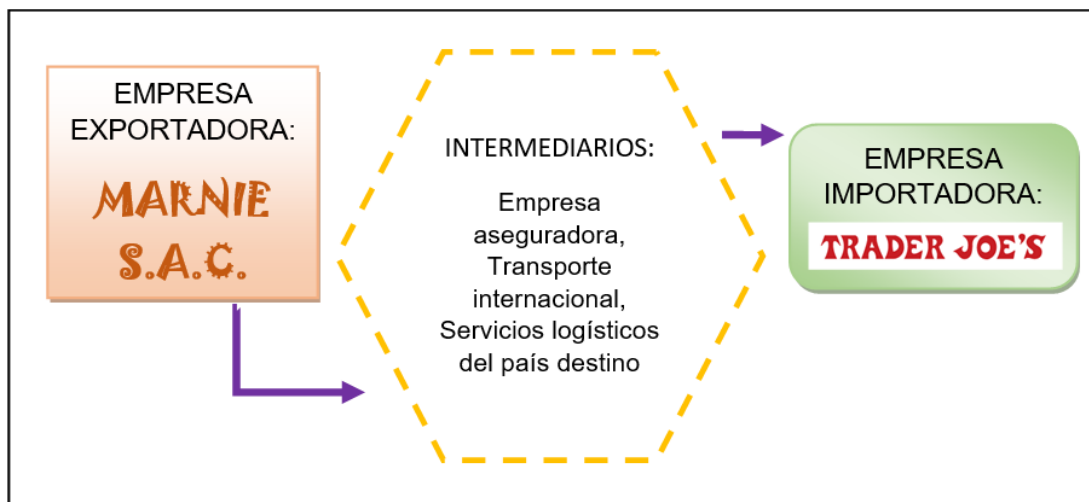 EMPRESA
EXPORTADORA:
MARNIE
S.A.C.
INTERMEDIARIOS:
Empresa
aseguradora,
Transporte
internacional,
Servicios logísticos
del país destino
EMPRESA
IMPORTADORA:
TRADER JOE'S